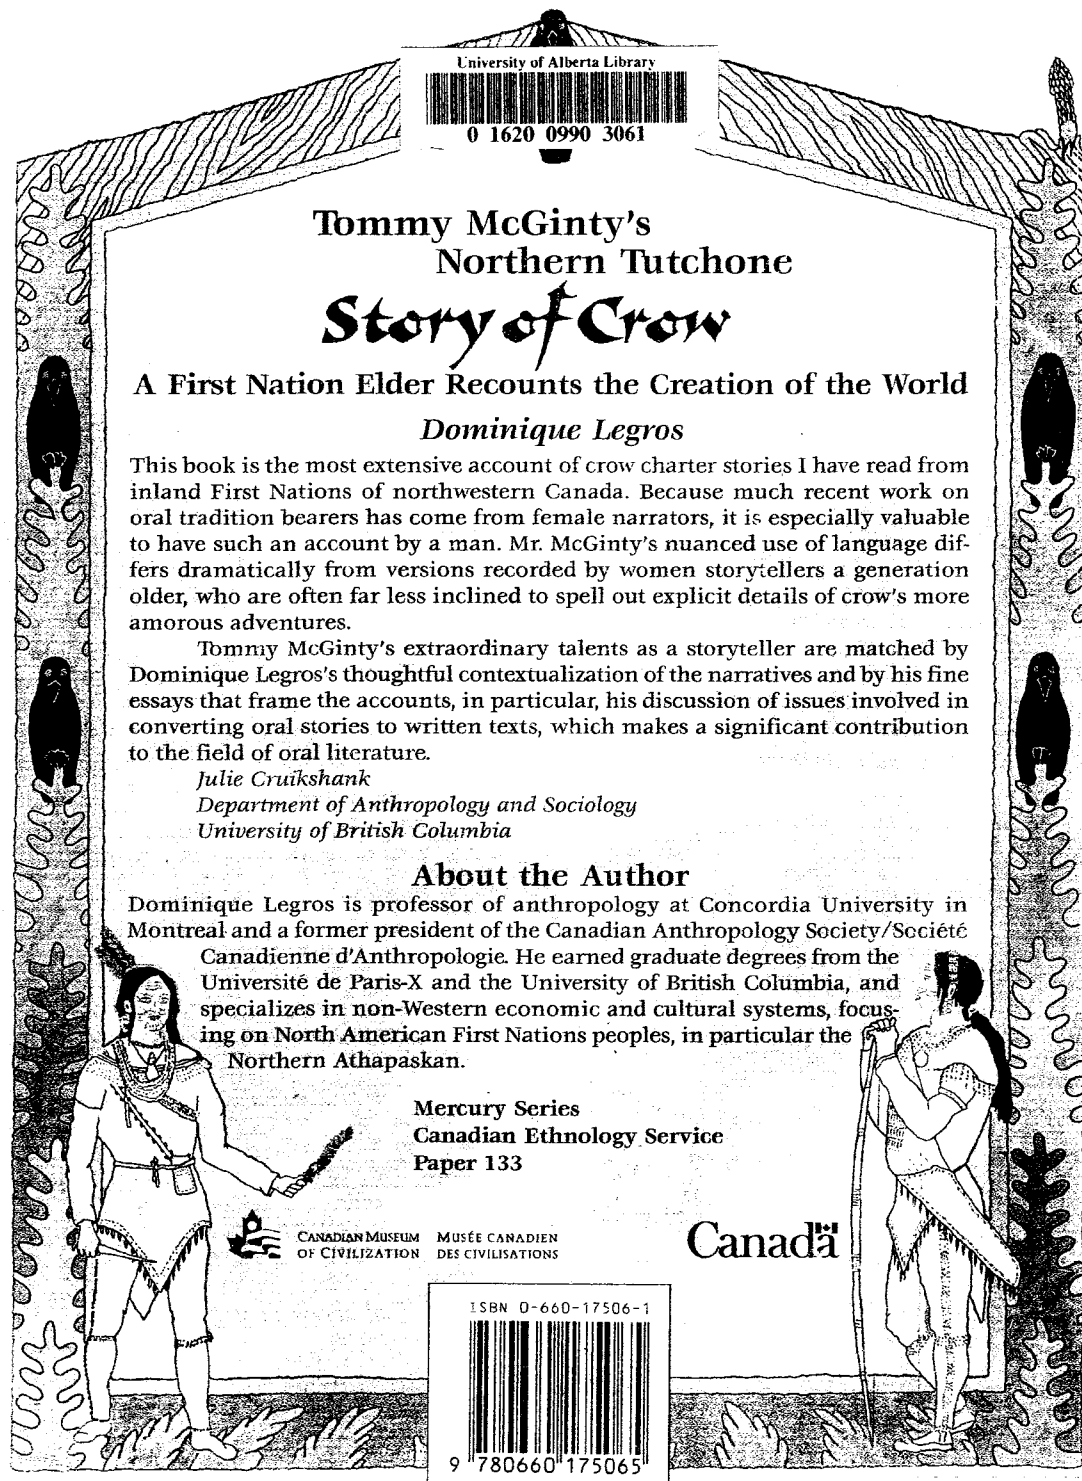 University of Alberta Library
0 1620 0990 3061
Tommy McGinty's
Northern Tutchone
Story of Crow
A First Nation Elder Recounts the Creation of the World
Dominique Legros
This book is the most extensive account of crow charter stories I have read from
inland First Nations of northwestern Canada. Because much recent work on
oral tradition bearers has come from female narrators, it is especially valuable
to have such an account by a man. Mr. McGinty's nuanced use of language dif-
fers dramatically from versions recorded by women storytellers a generation
older, who are often far less inclined to spell out explicit details of crow's more
amorous adventures.
Tommy McGinty's extraordinary talents as a storyteller are matched by
Dominique Legros's thoughtful contextualization of the narratives and by his fine
essays that frame the accounts, in particular, his discussion of issues involved in
converting oral stories to written texts, which makes a significant contribution
to the field of oral literature.
Julie Cruikshank
Department of Anthropology and Sociology
University of British Columbia
About the Author
Dominique Legros is professor of anthropology at Concordia University in
Montreal and a former president of the Canadian Anthropology Society/Société
Canadienne d'Anthropologie. He earned graduate degrees from the
Université de Paris-X and the University of British Columbia, and
specializes in non-Western economic and cultural systems, focus-
ing on North American First Nations peoples, in particular the
Northern Athapaskan.
Mercury Series
Canadian Ethnology Service
Paper 133
CANADIAN MUSEUM MUSÉE CANADIEN
OF CIVILIZATION DES CIVILISATIONS
Canada
ISBN 0-660-17506-1
9 780660 175065